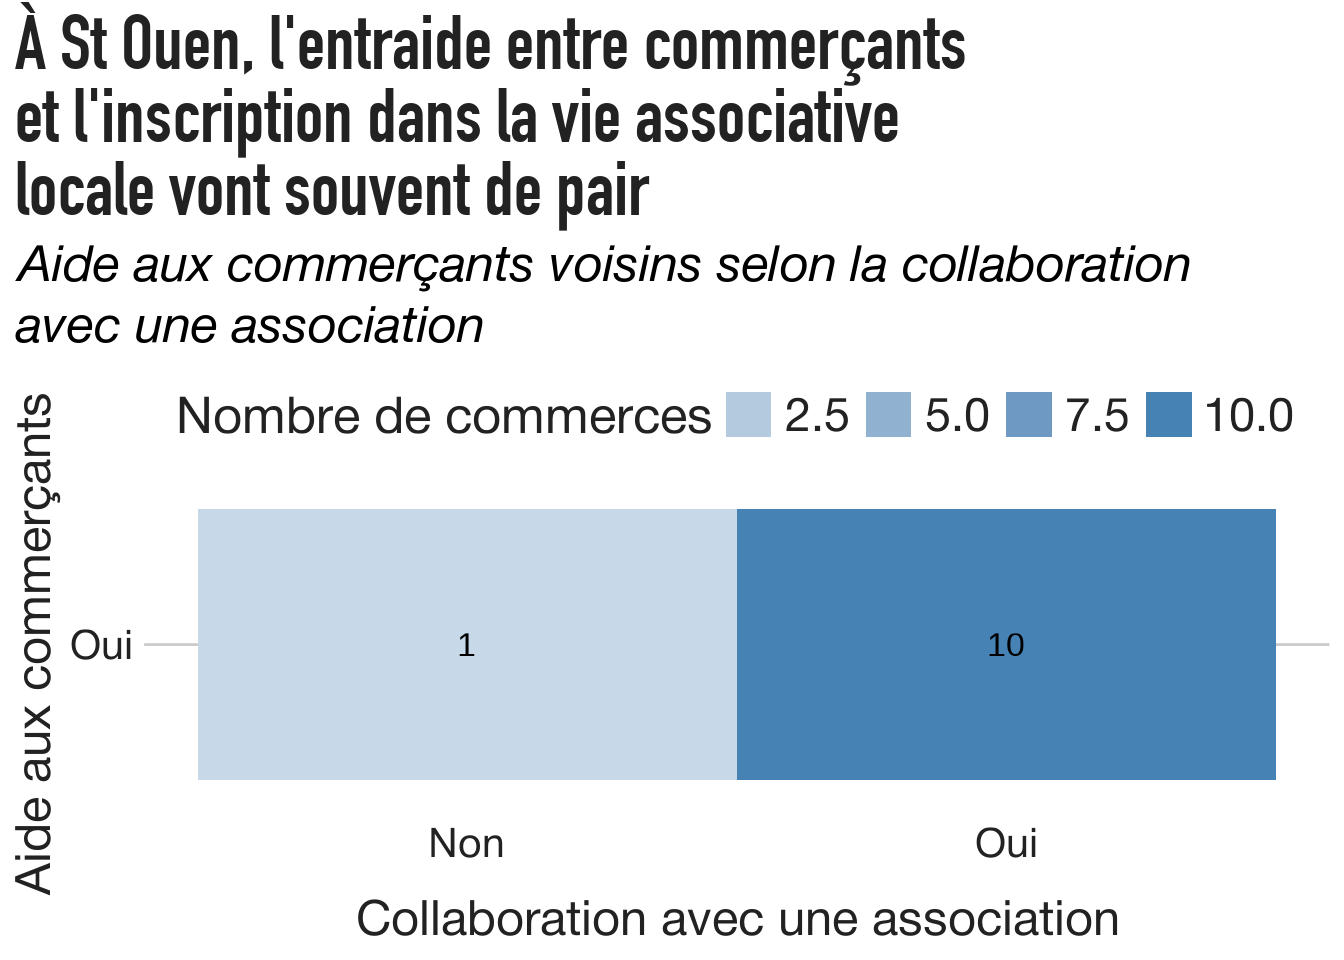 À St Ouen, l'entraide entre commerçants
et l'inscription dans la vie associative
locale vont souvent de pair
Aide aux commerçants voisins selon la collaboration
avec une association
Nombre de commerces 2.5 5.0 7.5 10.0
Aide aux commerçants
Oui
1 10
Non Oui
Collaboration avec une association